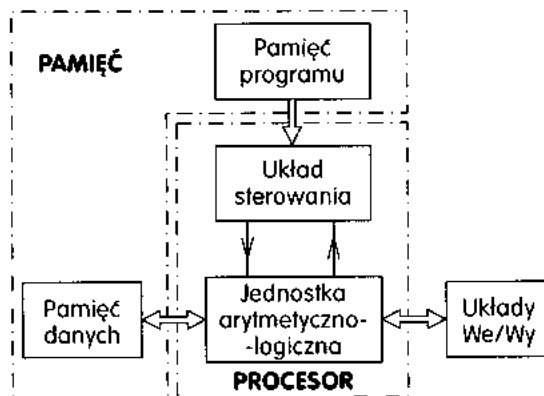 PAMIĘĆ
Pamięć
programu
Układ
sterowania
Pamięć
danych
Jednostka
arytmetyczno-
-logiczna
Układy
We/Wy
PROCESOR